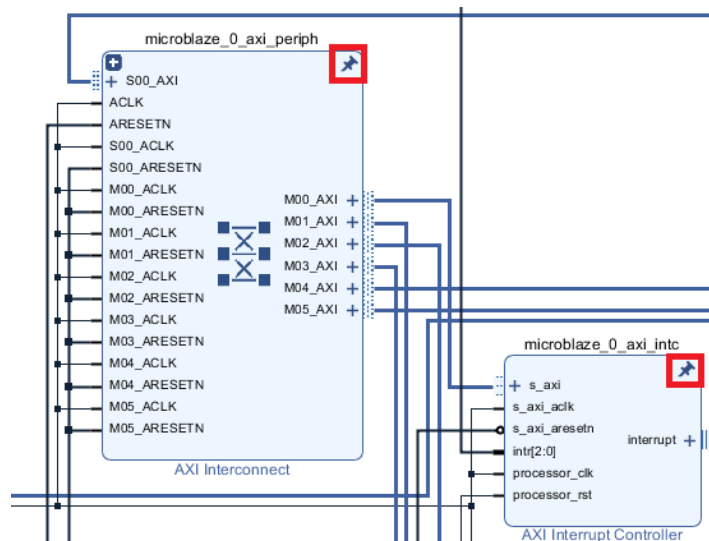 microblaze_0_axi_periph
S00_AXI
ACLK
ARESETN
S00_ACLK
S00_ARESETN
M00_ACLK
M00_ARESETN
M01_ACLK
M01_ARESETN
M02_ACLK
M02_ARESETN
M03_ACLK
M03_ARESETN
M04_ACLK
M04_ARESETN
M05_ACLK
M05_ARESETN
M00_AXI
M01_AXI
M02_AXI
M03_AXI
M04_AXI
M05_AXI
AXI Interconnect
microblaze_0_axi_intc
s_axi
s_axi_aclk
s_axi_aresetn
intr[2:0]
processor_clk
processor_rst
interrupt
AXI Interrupt Controller